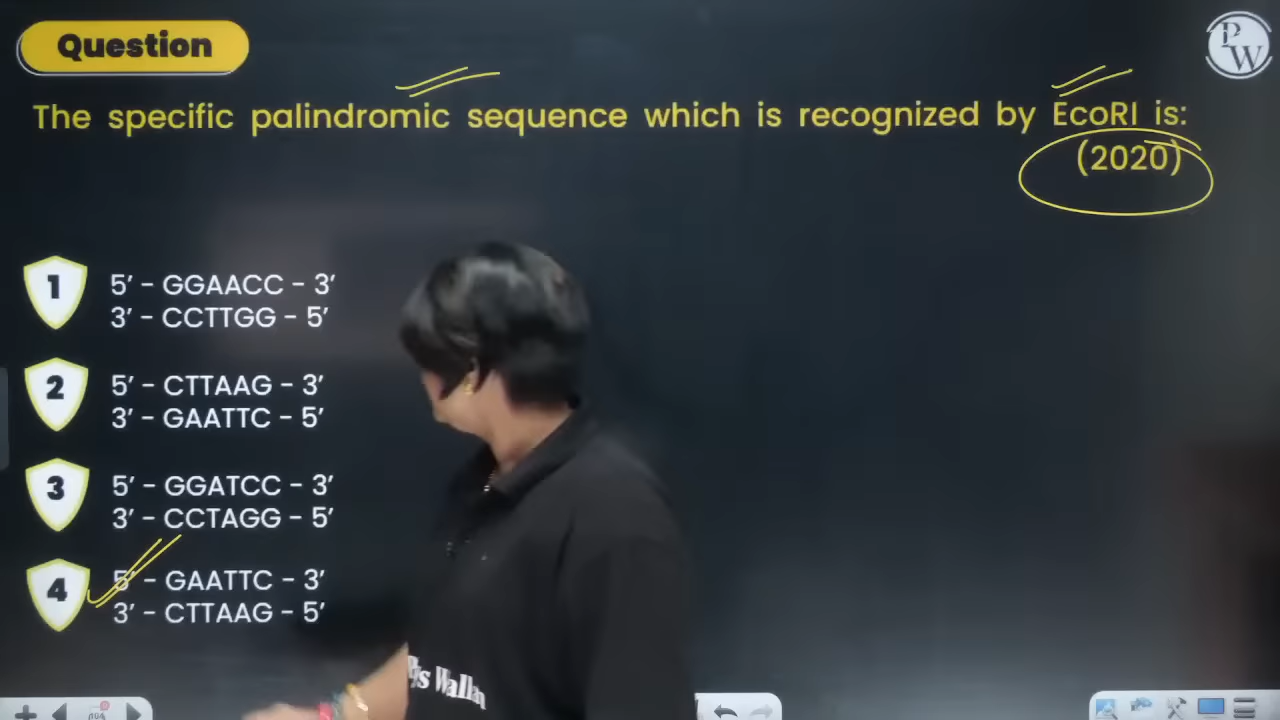 Question
PW
The specific palindromic sequence which is recognized by EcoRI is:
(2020)
1
5’ - GGAACC - 3’
3’ - CCTTGG - 5’
2
5’ - CTTAAG - 3’
3’ - GAATTC - 5’
3
5’ - GGATCC - 3’
3’ - CCTAGG - 5’
4
5’ - GAATTC - 3’
3’ - CTTAAG - 5’